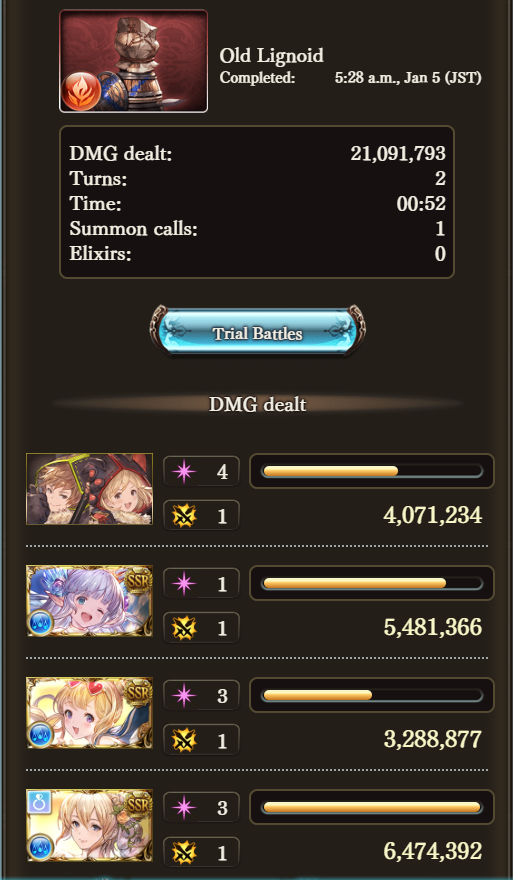 Old Lignoid
Completed: 5:28 a.m., Jan 5 (JST)
DMG dealt: 21,091,793
Turns: 2
Time: 00:52
Summon calls: 1
Elixirs: 0
Trial Battles
DMG dealt
4
1 4,071,234
SSR 1
1 5,481,366
SSR 3
1 3,288,877
SSR 3
1 6,474,392